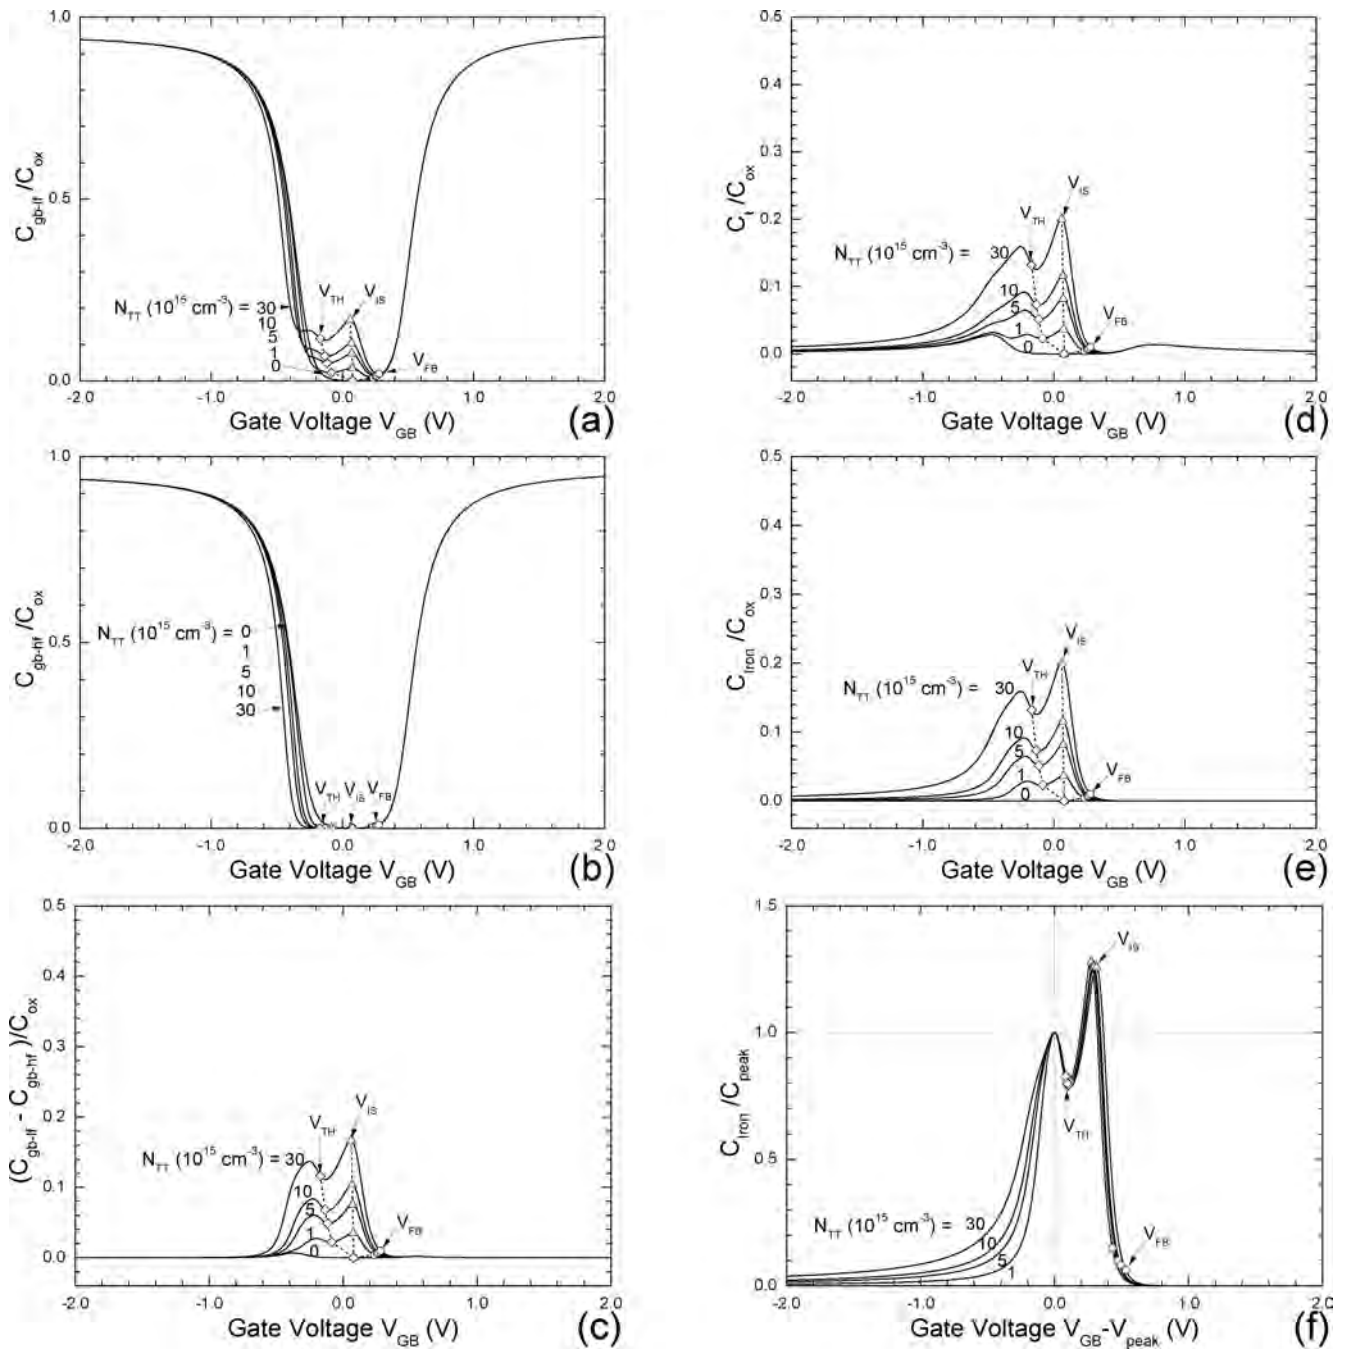 C_gb-lf /C_ox
1.0
0.5
0.0
N_TT (10^15 cm^-3) = 30
10
5
1
0
V_TH
V_IS
V_FB
-2.0 -1.0 0.0 1.0 2.0
Gate Voltage V_GB (V)
(a)
C_i /C_ox
0.5
0.4
0.3
0.2
0.1
0.0
N_TT (10^15 cm^-3) = 30
10
5
1
0
V_TH
V_IS
V_FB
-2.0 -1.0 0.0 1.0 2.0
Gate Voltage V_GB (V)
(d)
C_gb-hf /C_ox
1.0
0.5
0.0
N_TT (10^15 cm^-3) = 0
1
5
10
30
V_TH V_IS V_FB
-2.0 -1.0 0.0 1.0 2.0
Gate Voltage V_GB (V)
(b)
C_Iron /C_ox
0.5
0.4
0.3
0.2
0.1
0.0
N_TT (10^15 cm^-3) = 30
10
5
1
0
V_TH
V_IS
V_FB
-2.0 -1.0 0.0 1.0 2.0
Gate Voltage V_GB (V)
(e)
(C_gb-lf - C_gb-hf)/C_ox
0.5
0.4
0.3
0.2
0.1
0.0
N_TT (10^15 cm^-3) = 30
10
5
1
0
V_TH
V_IS
V_FB
-2.0 -1.0 0.0 1.0 2.0
Gate Voltage V_GB (V)
(c)
C_Iron /C_peak
1.5
1.0
0.5
0.0
N_TT (10^15 cm^-3) = 30
10
5
1
V_IS
V_TH
V_FB
-2.0 -1.0 0.0 1.0 2.0
Gate Voltage V_GB-V_peak (V)
(f)